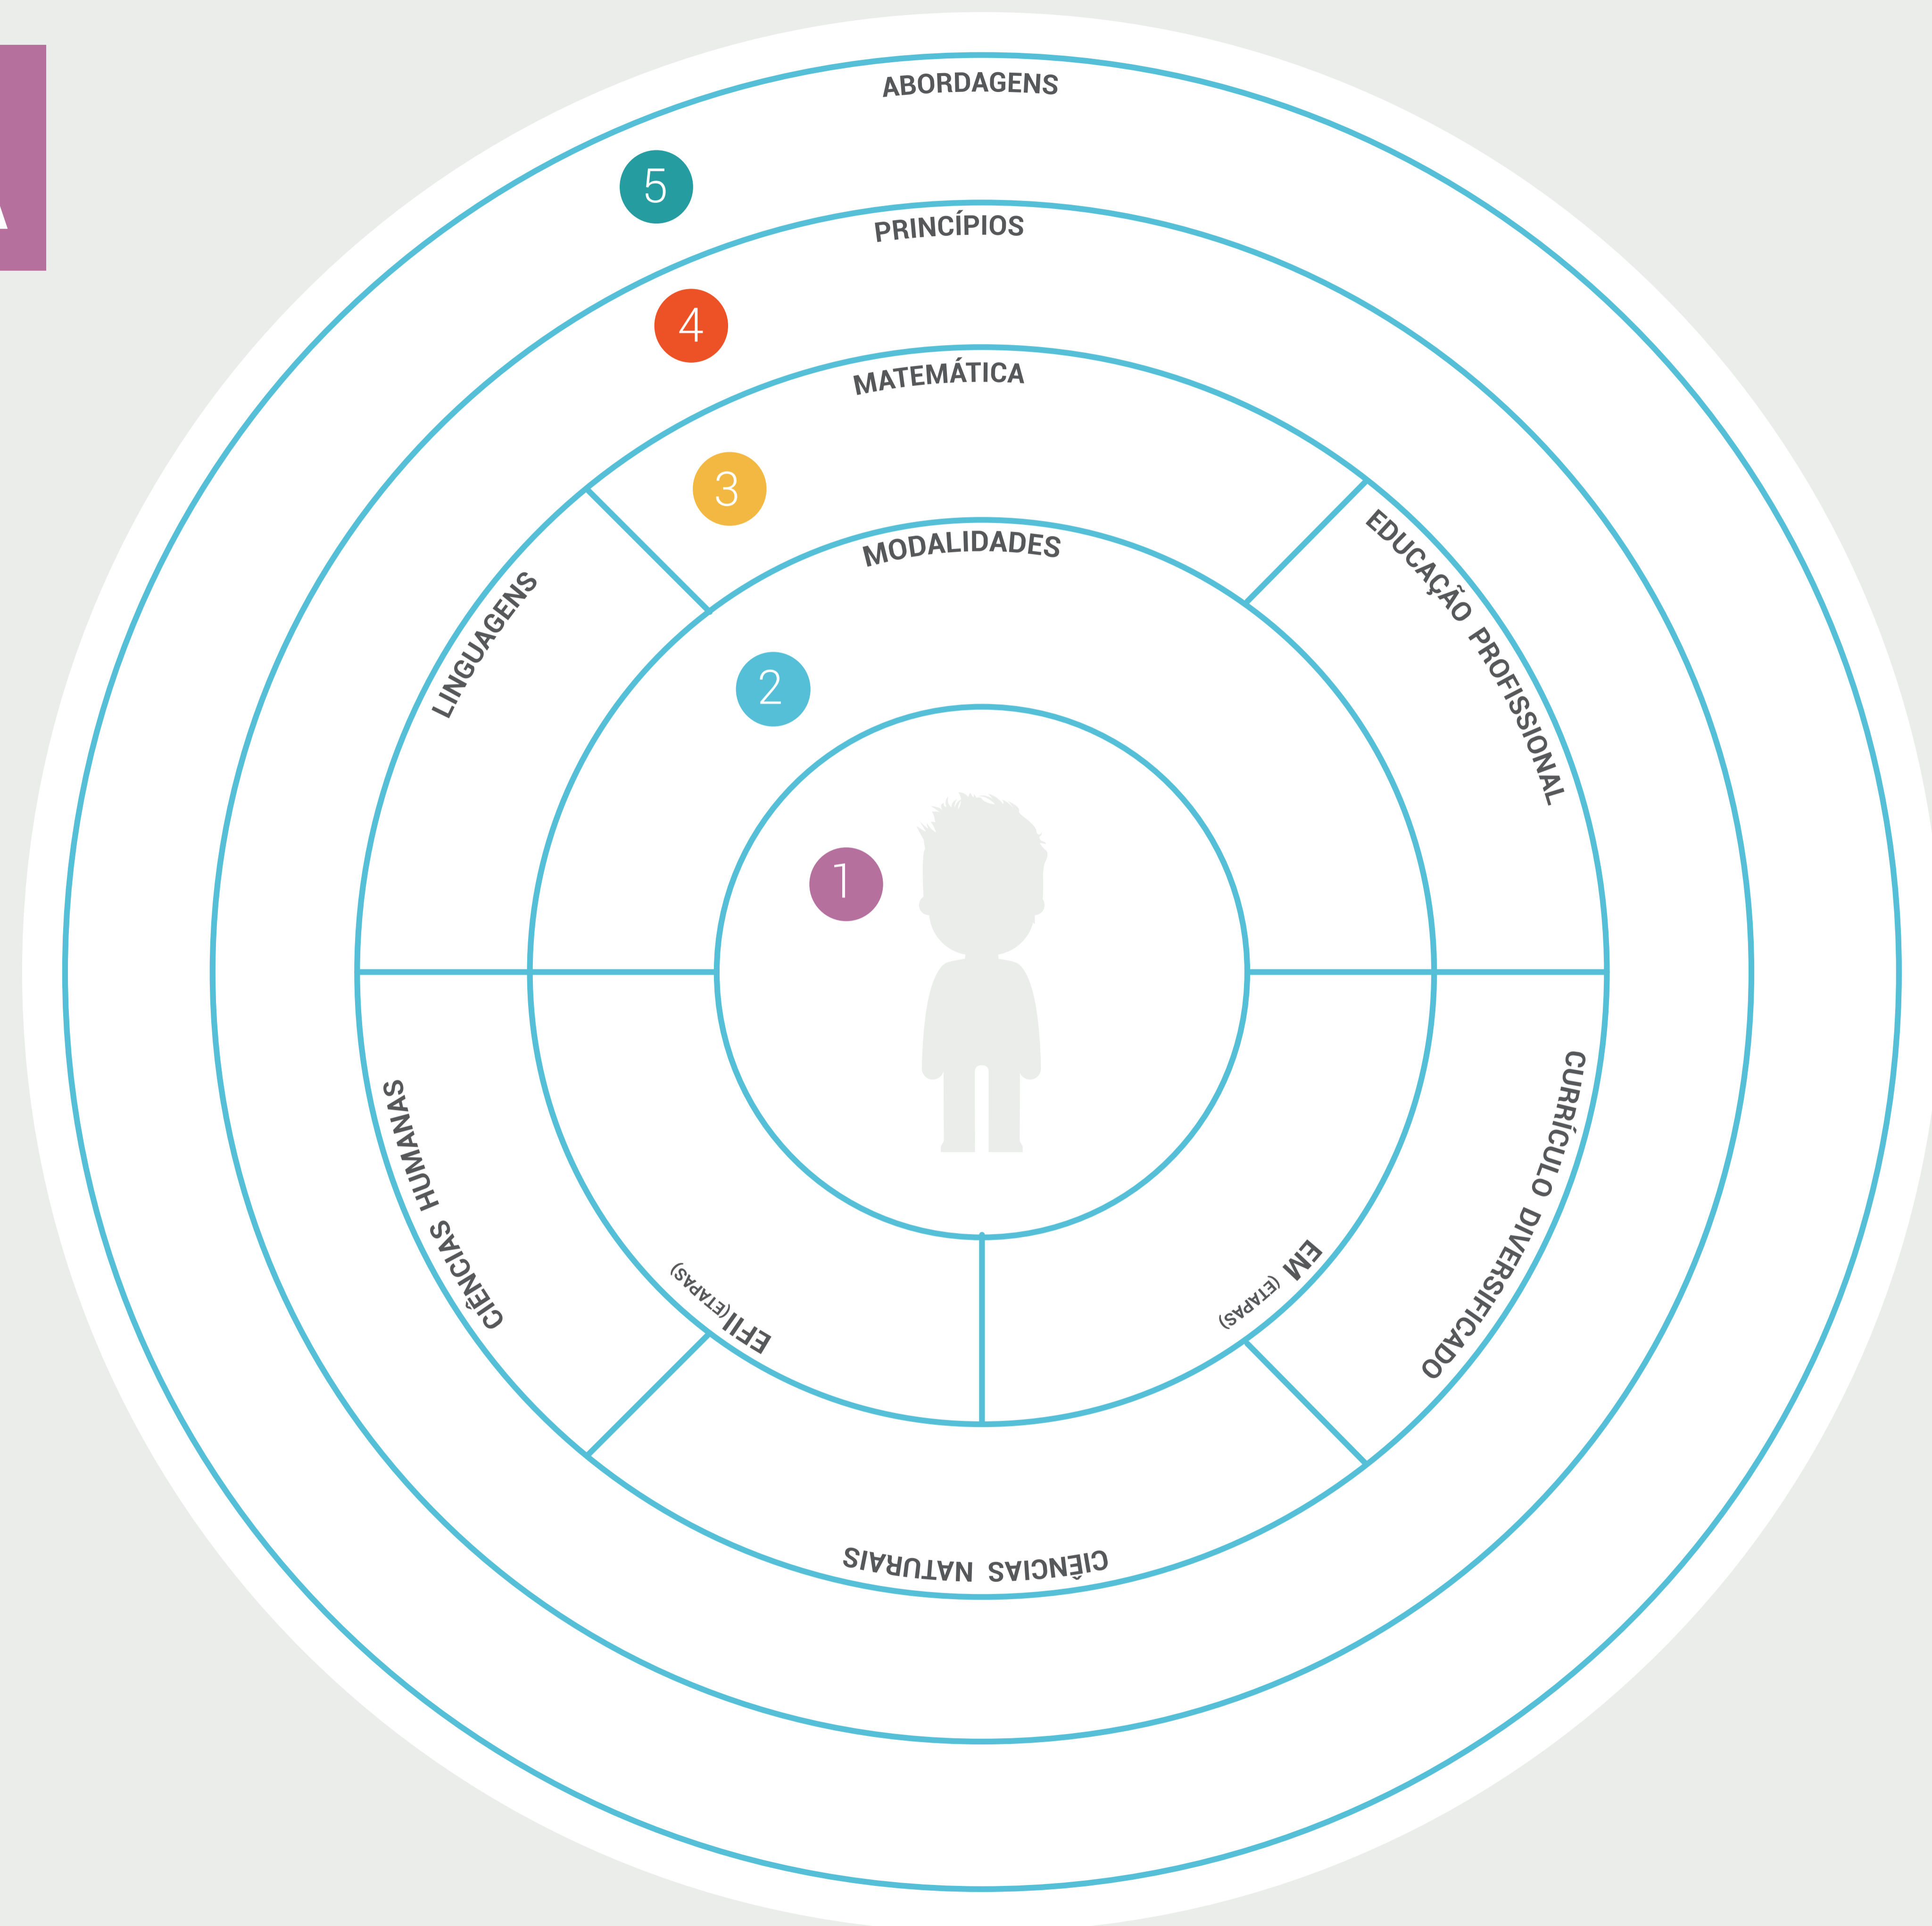 A
ABORDAGENS
5
PRINCÍPIOS
4
MATEMÁTICA
3
MODALIDADES
EDUCAÇÃO PROFISSIONAL
LINGUAGENS
2
1
CIÊNCIAS HUMANAS
CURRÍCULO DIVERSIFICADO
EFII (ETAPAS)
EM (ETAPAS)
CIÊNCIAS NATURAIS